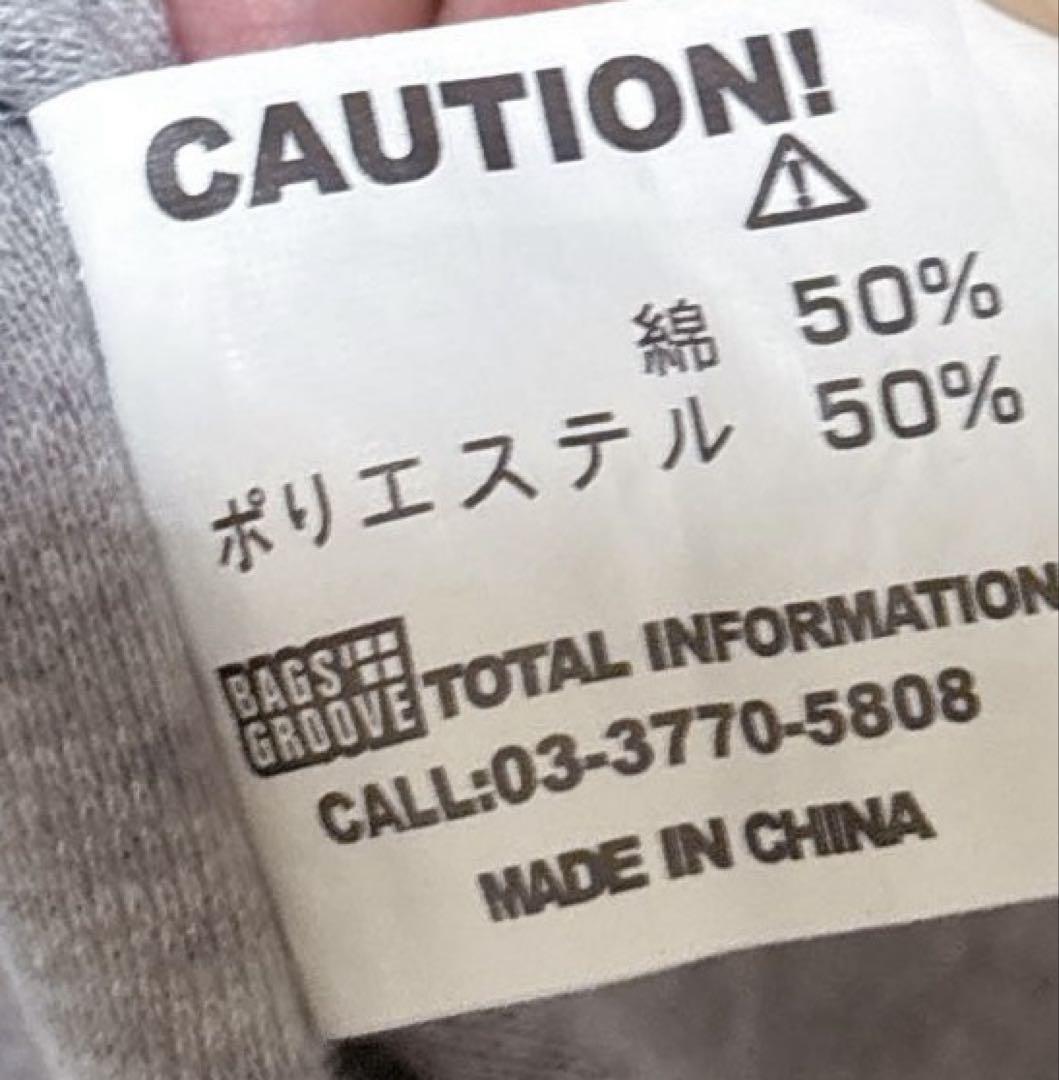 CAUTION!
綿 50%
ポリエステル 50%
BAGS
GROOVE
TOTAL INFORMATION
CALL:03-3770-5808
MADE IN CHINA